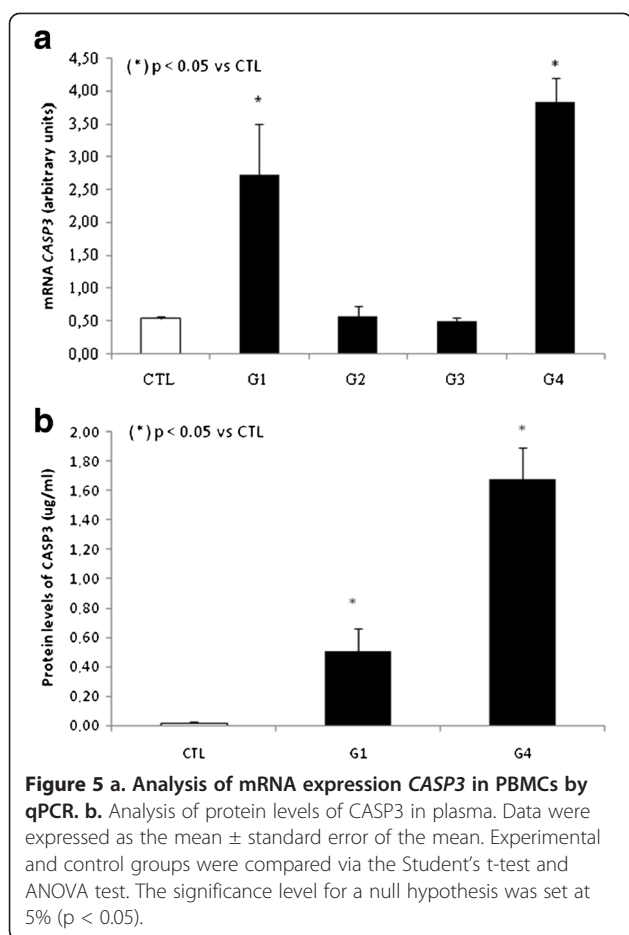 a
(*) p < 0.05 vs CTL
mRNA CASP3 (arbitrary units)
4,50
4,00
3,50
3,00
2,50
2,00
1,50
1,00
0,50
0,00
*
*
CTL G1 G2 G3 G4
b
(*) p < 0.05 vs CTL
Protein levels of CASP3 (ug/ml)
2,00
1,80
1,60
1,40
1,20
1,00
0,80
0,60
0,40
0,20
0,00
*
*
CTL G1 G4
Figure 5 a. Analysis of mRNA expression CASP3 in PBMCs by
qPCR. b. Analysis of protein levels of CASP3 in plasma. Data were
expressed as the mean ± standard error of the mean. Experimental
and control groups were compared via the Student's t-test and
ANOVA test. The significance level for a null hypothesis was set at
5% (p < 0.05).